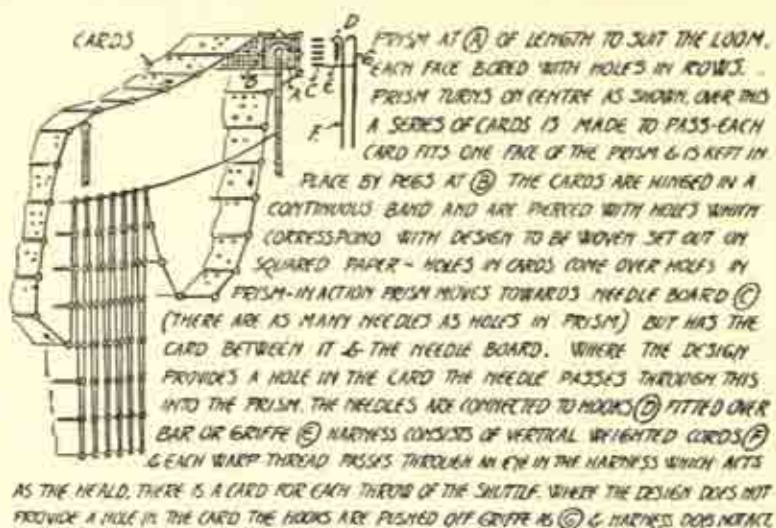 CARDS
D
B
A
C
E
F
PRISM AT (A) OF LENGTH TO SUIT THE LOOM.
EACH FACE BORED WITH HOLES IN ROWS.
PRISM TURNS ON CENTRE AS SHOWN, OVER THIS
A SERIES OF CARDS IS MADE TO PASS-EACH
CARD FITS ONE FACE OF THE PRISM & IS KEPT IN
PLACE BY PEGS AT (B) THE CARDS ARE HINGED IN A
CONTINUOUS BAND AND ARE PIERCED WITH HOLES WHICH
CORRESPOND WITH DESIGN TO BE WOVEN SET OUT ON
SQUARED PAPER - HOLES IN CARDS COME OVER HOLES IN
PRISM-IN ACTION PRISM MOVES TOWARDS NEEDLE BOARD (C)
(THERE ARE AS MANY NEEDLES AS HOLES IN PRISM) BUT HAS THE
CARD BETWEEN IT & THE NEEDLE BOARD. WHERE THE DESIGN
PROVIDES A HOLE IN THE CARD THE NEEDLE PASSES THROUGH THIS
INTO THE PRISM. THE NEEDLES ARE CONNECTED TO HOOKS (D) FITTED OVER
BAR OR GRIFFE (E) HARNESS CONSISTS OF VERTICAL WEIGHTED CORDS (F)
& EACH WARP THREAD PASSES THROUGH AN EYE IN THE HARNESS WHICH ACTS
AS THE HEALD. THERE IS A CARD FOR EACH THROW OF THE SHUTTLE. WHERE THE DESIGN DOES NOT
PROVIDE A HOLE IN THE CARD THE HOOKS ARE PUSHED OFF GRIFFE AS (G) & HARNESS DOES NOT ACT